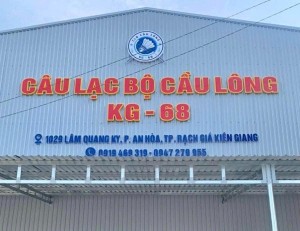 CÂU LẠC BỘ CẦU LÔNG
KG - 68
1029 LÂM QUANG KY, P. AN HÒA, TP. RẠCH GIÁ KIÊN GIANG
0919 469 319 - 0947 276 955